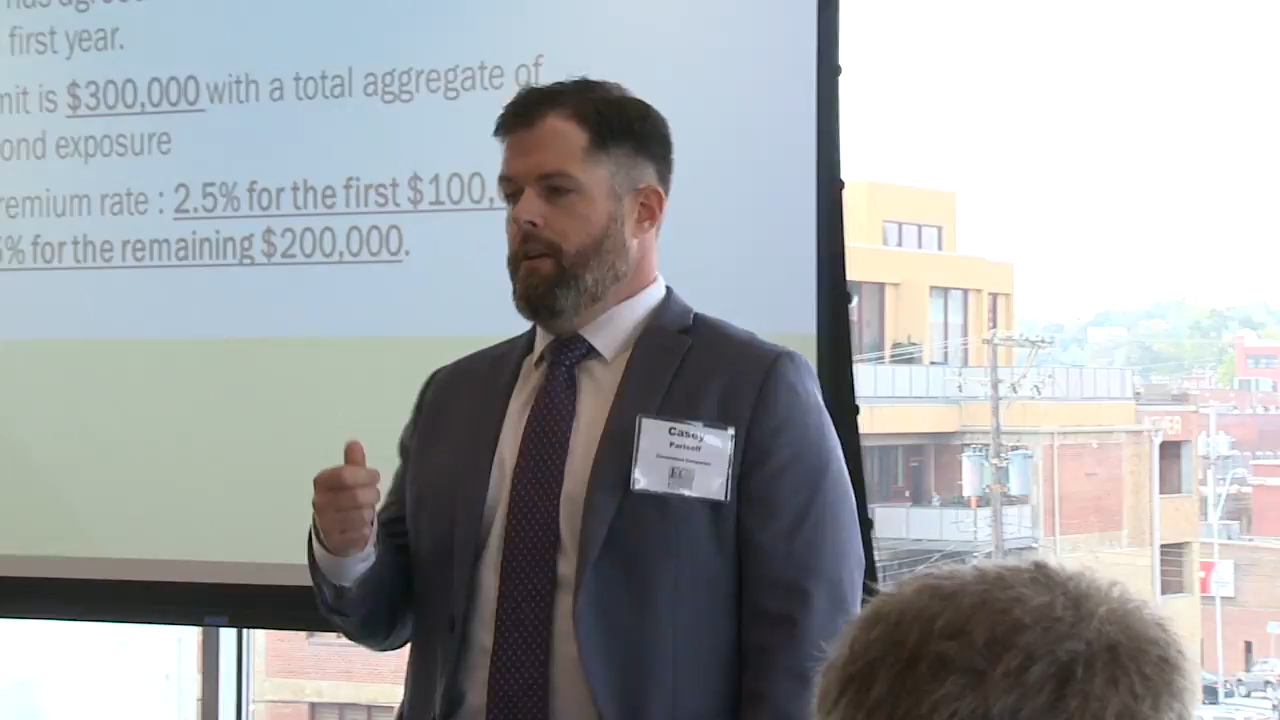 first year.
mit is $300,000 with a total aggregate of
ond exposure
remium rate : 2.5% for the first $100,
% for the remaining $200,000.
Casey